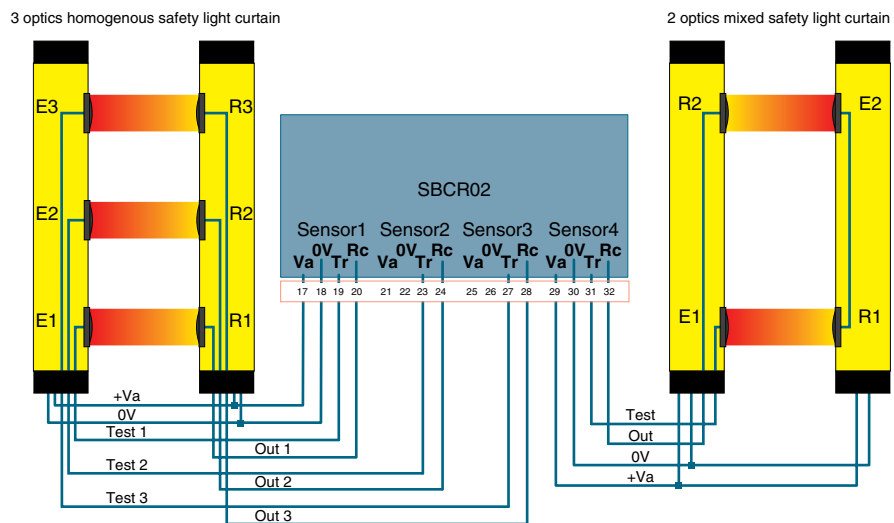 3 optics homogenous safety light curtain
2 optics mixed safety light curtain
E3 R3
R2 E2
SBCR02
E2 R2
Sensor1 Sensor2 Sensor3 Sensor4
Va 0V Tr Rc Va 0V Tr Rc Va 0V Tr Rc Va 0V Tr Rc
17 18 19 20 21 22 23 24 25 26 27 28 29 30 31 32
E1 R1
E1 R1
+Va
0V
Test 1
Out 1
Test 2
Out 2
Test 3
Out 3
Test
Out
0V
+Va